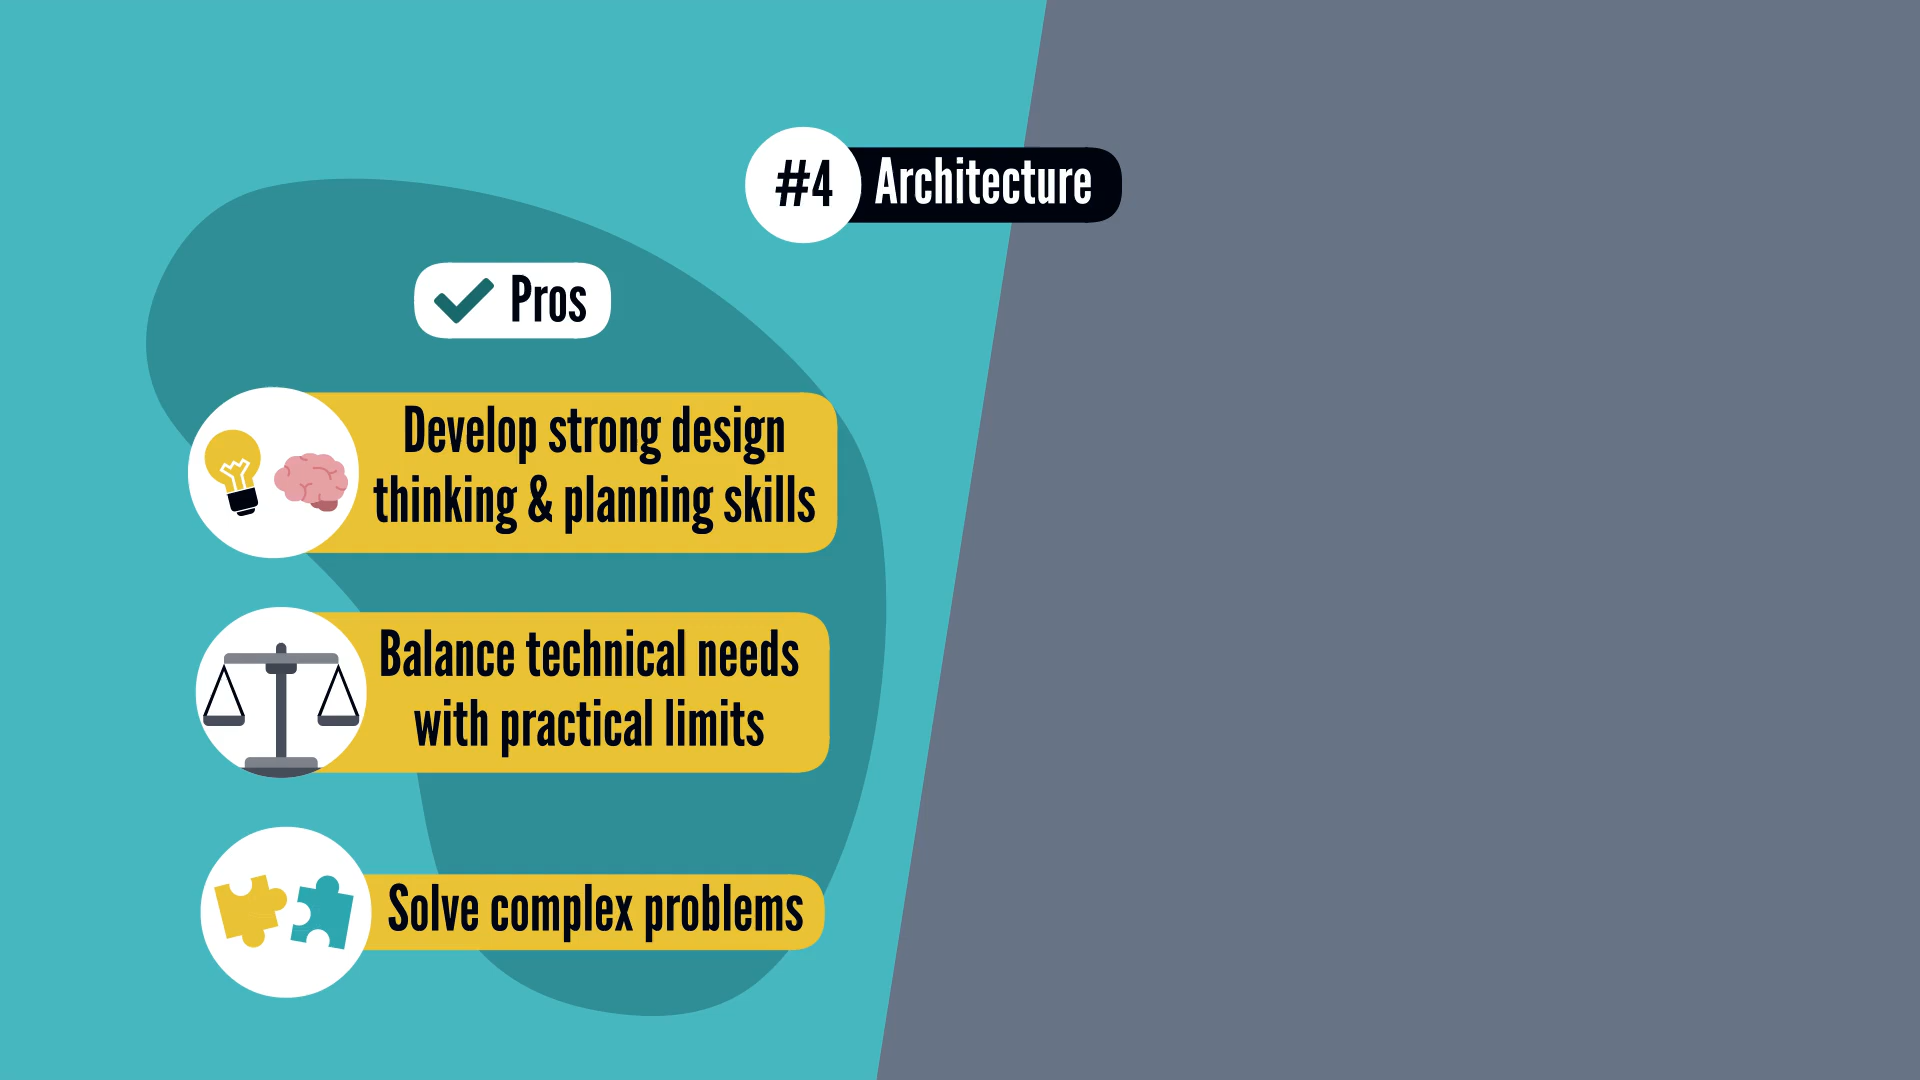 #4 Architecture
Pros
Develop strong design
thinking & planning skills
Balance technical needs
with practical limits
Solve complex problems